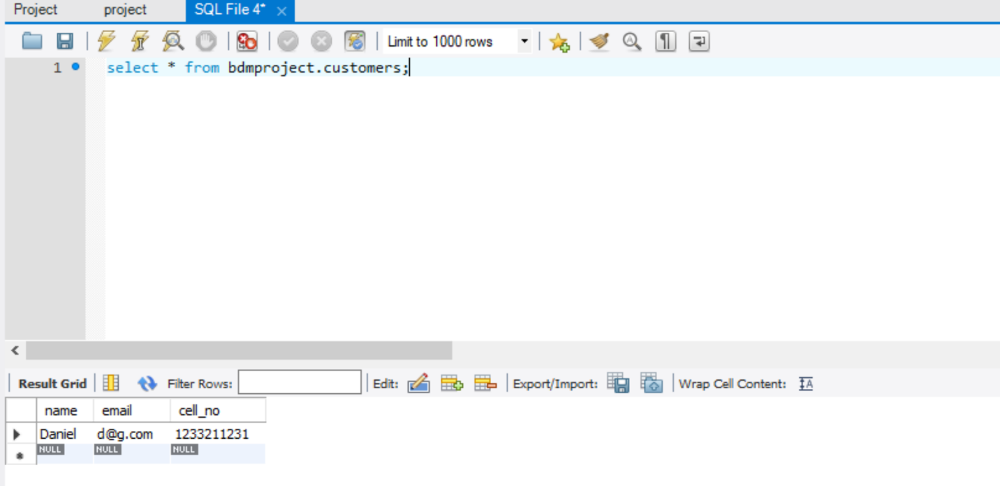 Project project SQL File 4*
Limit to 1000 rows
1 select * from bdmproject.customers;
Result Grid Filter Rows: Edit: Export/Import: Wrap Cell Content: IA
name email cell_no
Daniel d@g.com 1233211231
NULL NULL NULL